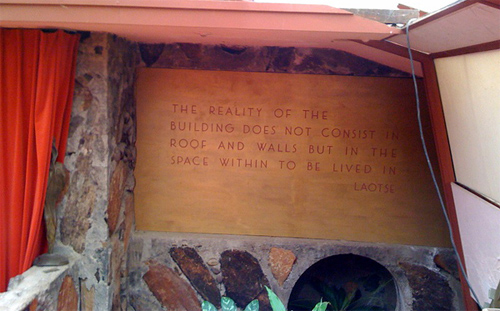 THE REALITY OF THE
BUILDING DOES NOT CONSIST IN
ROOF AND WALLS BUT IN THE
SPACE WITHIN TO BE LIVED IN
LAOTSE